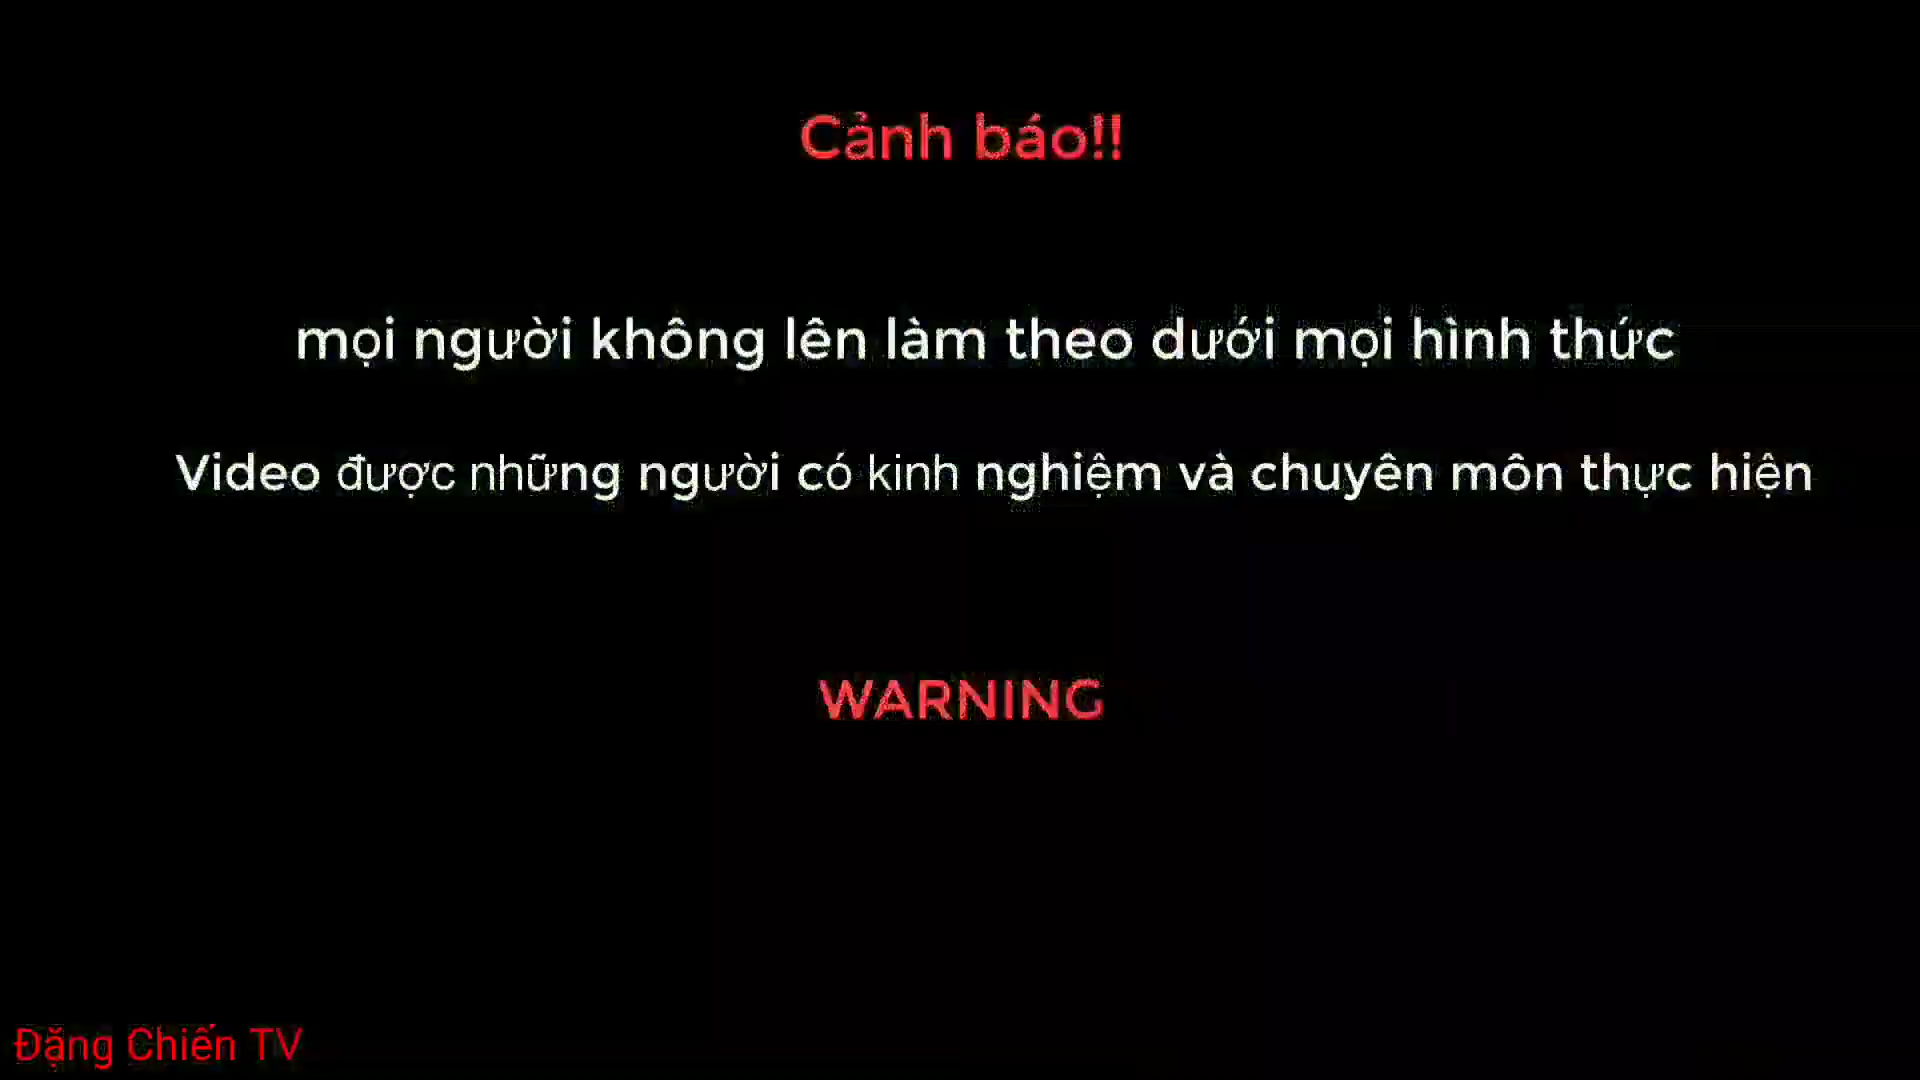 Cảnh báo!!
mọi người không lên làm theo dưới mọi hình thức
Video được những người có kinh nghiệm và chuyên môn thực hiện
WARNING
Đặng Chiến TV